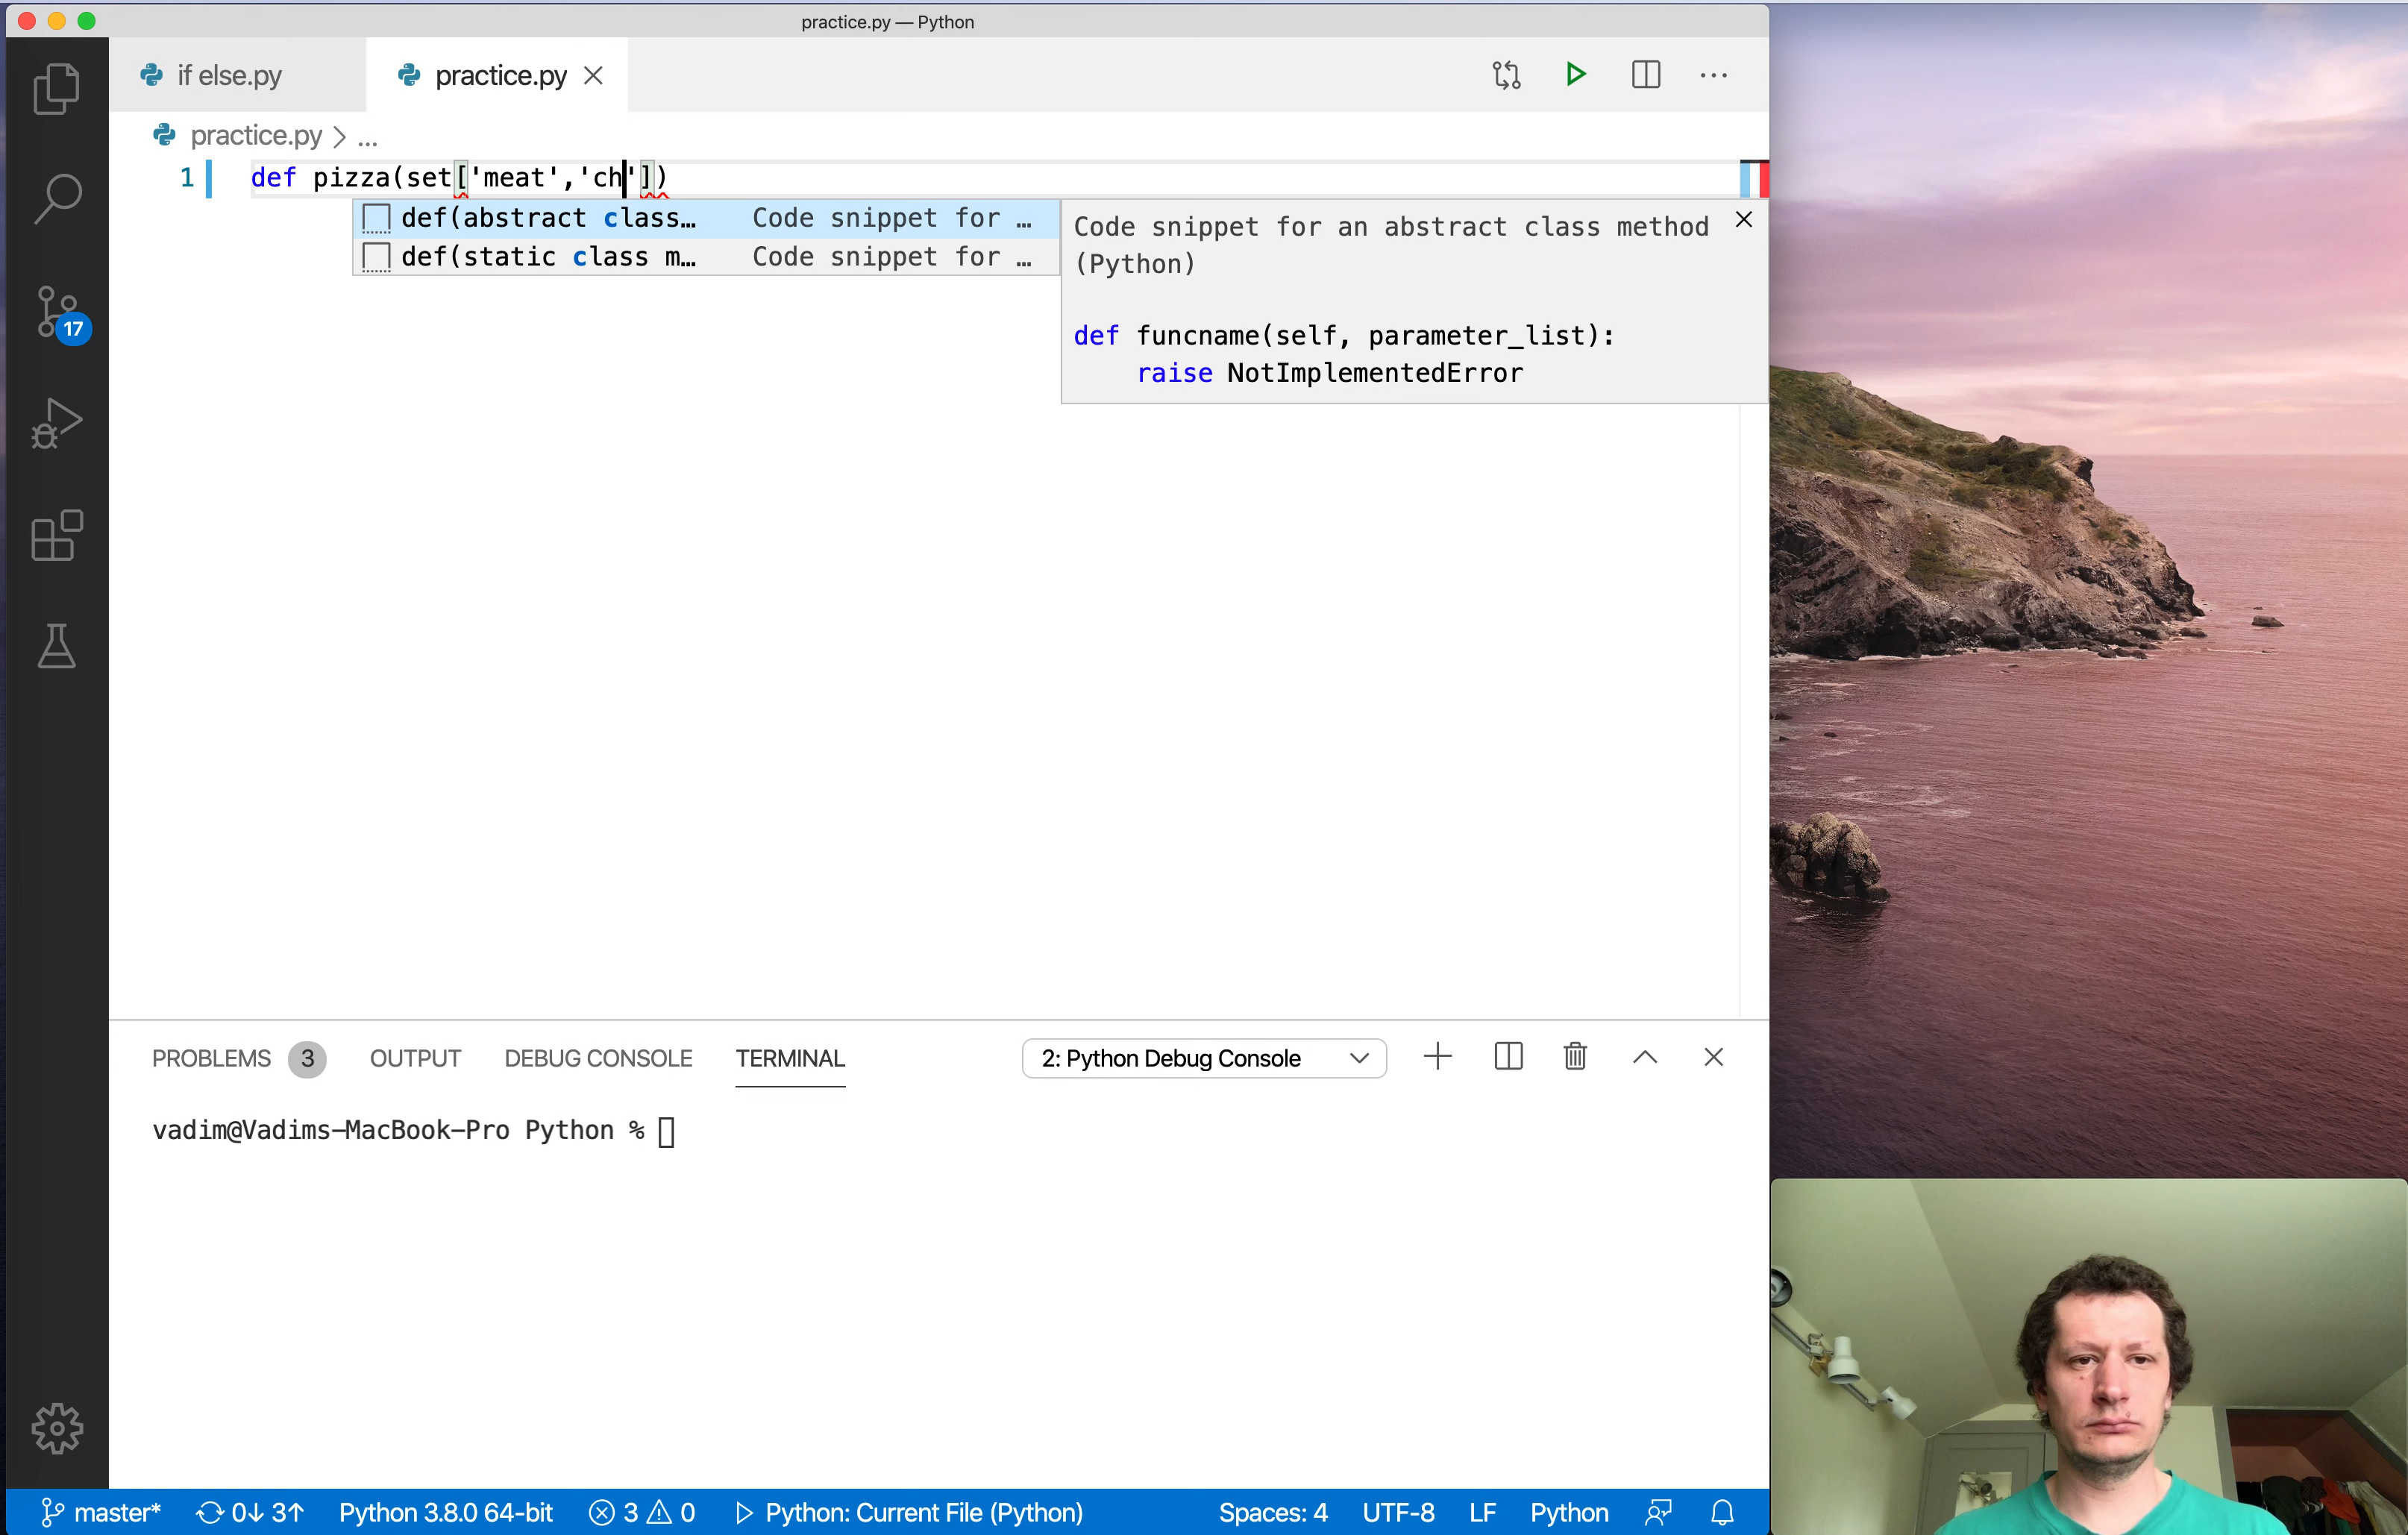 practice.py — Python
if else.py
practice.py
practice.py > ...
1 def pizza(set['meat','ch'])
def(abstract class… Code snippet for …
def(static class m… Code snippet for …
Code snippet for an abstract class method
(Python)
def funcname(self, parameter_list):
raise NotImplementedError
17
PROBLEMS 3 OUTPUT DEBUG CONSOLE TERMINAL 2: Python Debug Console
vadim@Vadims-MacBook-Pro Python %
master* 0↓ 3↑ Python 3.8.0 64-bit 3 0 Python: Current File (Python) Spaces: 4 UTF-8 LF Python